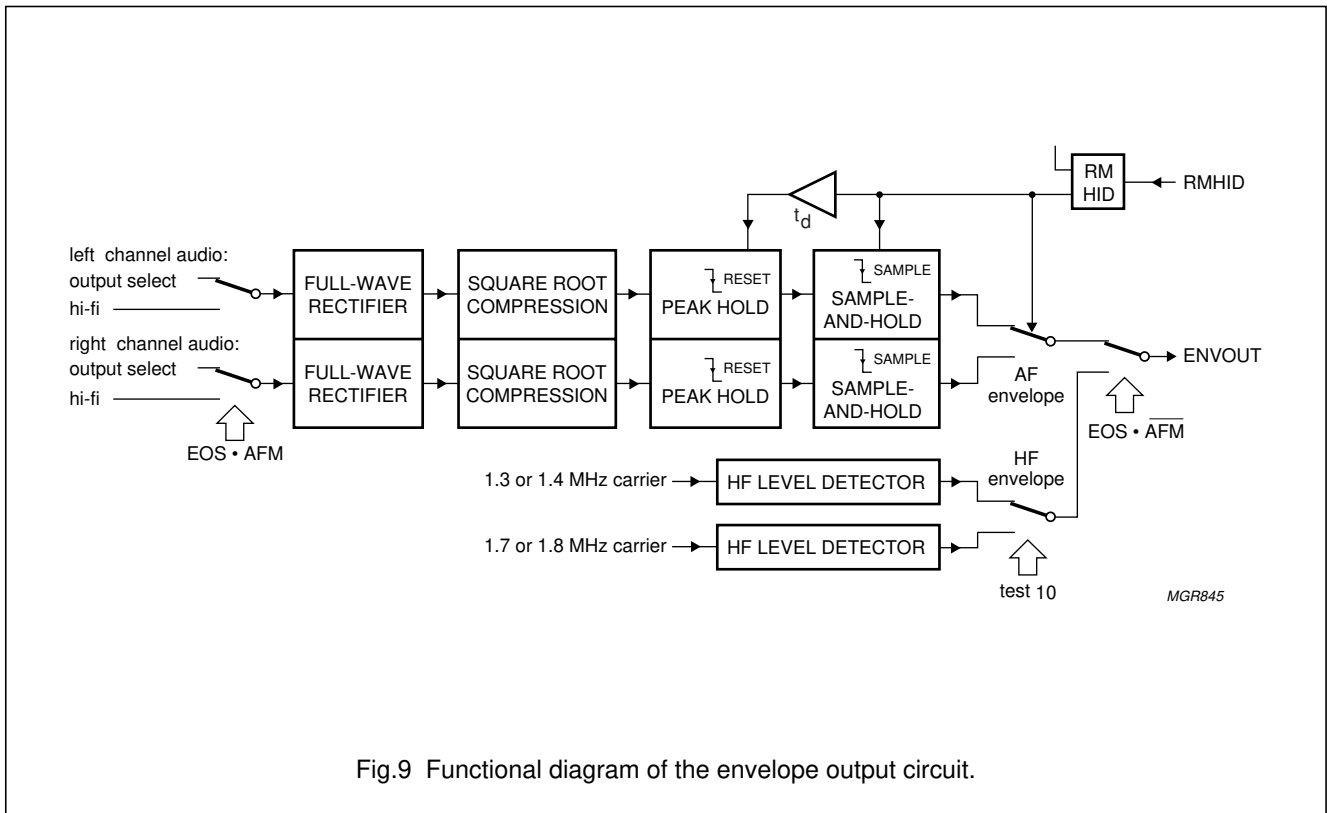 RM
HID
RMHID
t_d
left channel audio:
output select
hi-fi
right channel audio:
output select
hi-fi
EOS • AFM
FULL-WAVE
RECTIFIER
FULL-WAVE
RECTIFIER
SQUARE ROOT
COMPRESSION
SQUARE ROOT
COMPRESSION
RESET
PEAK HOLD
RESET
PEAK HOLD
SAMPLE
SAMPLE-
AND-HOLD
SAMPLE
SAMPLE-
AND-HOLD
AF
envelope
ENVOUT
EOS • A̅F̅M̅
HF
envelope
1.3 or 1.4 MHz carrier
HF LEVEL DETECTOR
1.7 or 1.8 MHz carrier
HF LEVEL DETECTOR
test 10
MGR845
Fig.9 Functional diagram of the envelope output circuit.